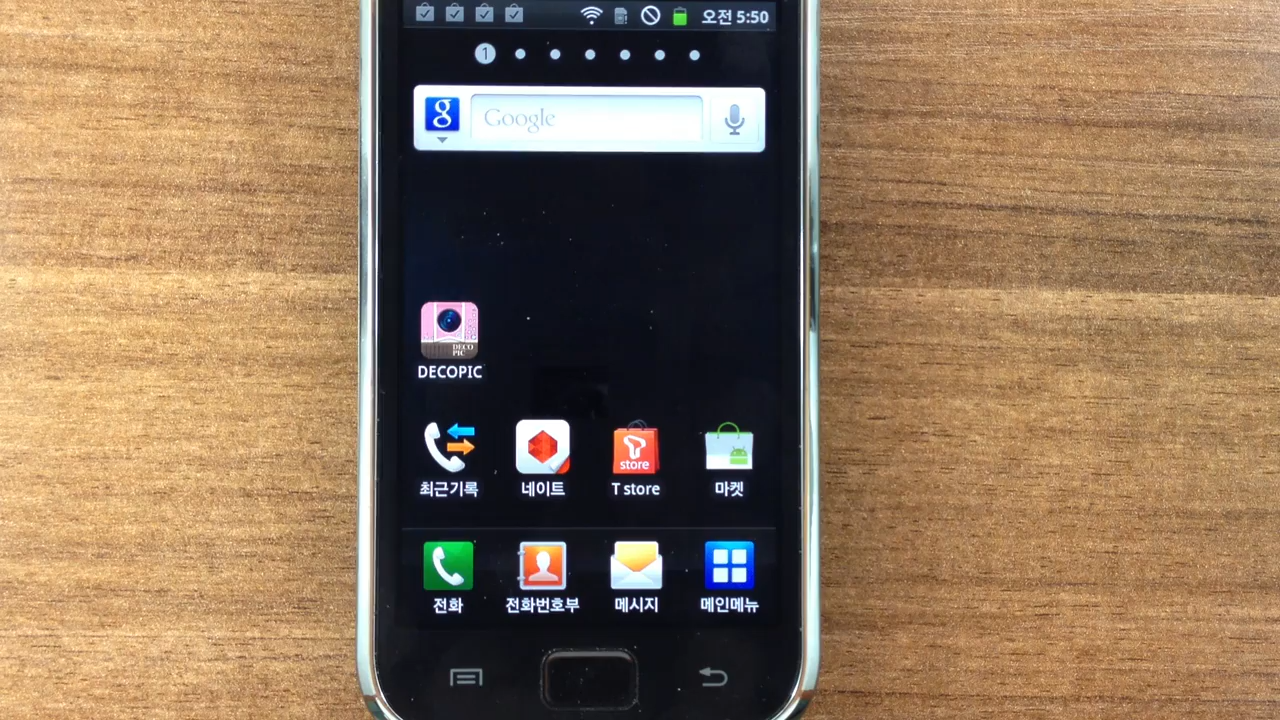 오전 5:50
1
g Google
DECO
PIC
DECOPIC
store
최근기록 네이트 T store 마켓
전화 전화번호부 메시지 메인메뉴